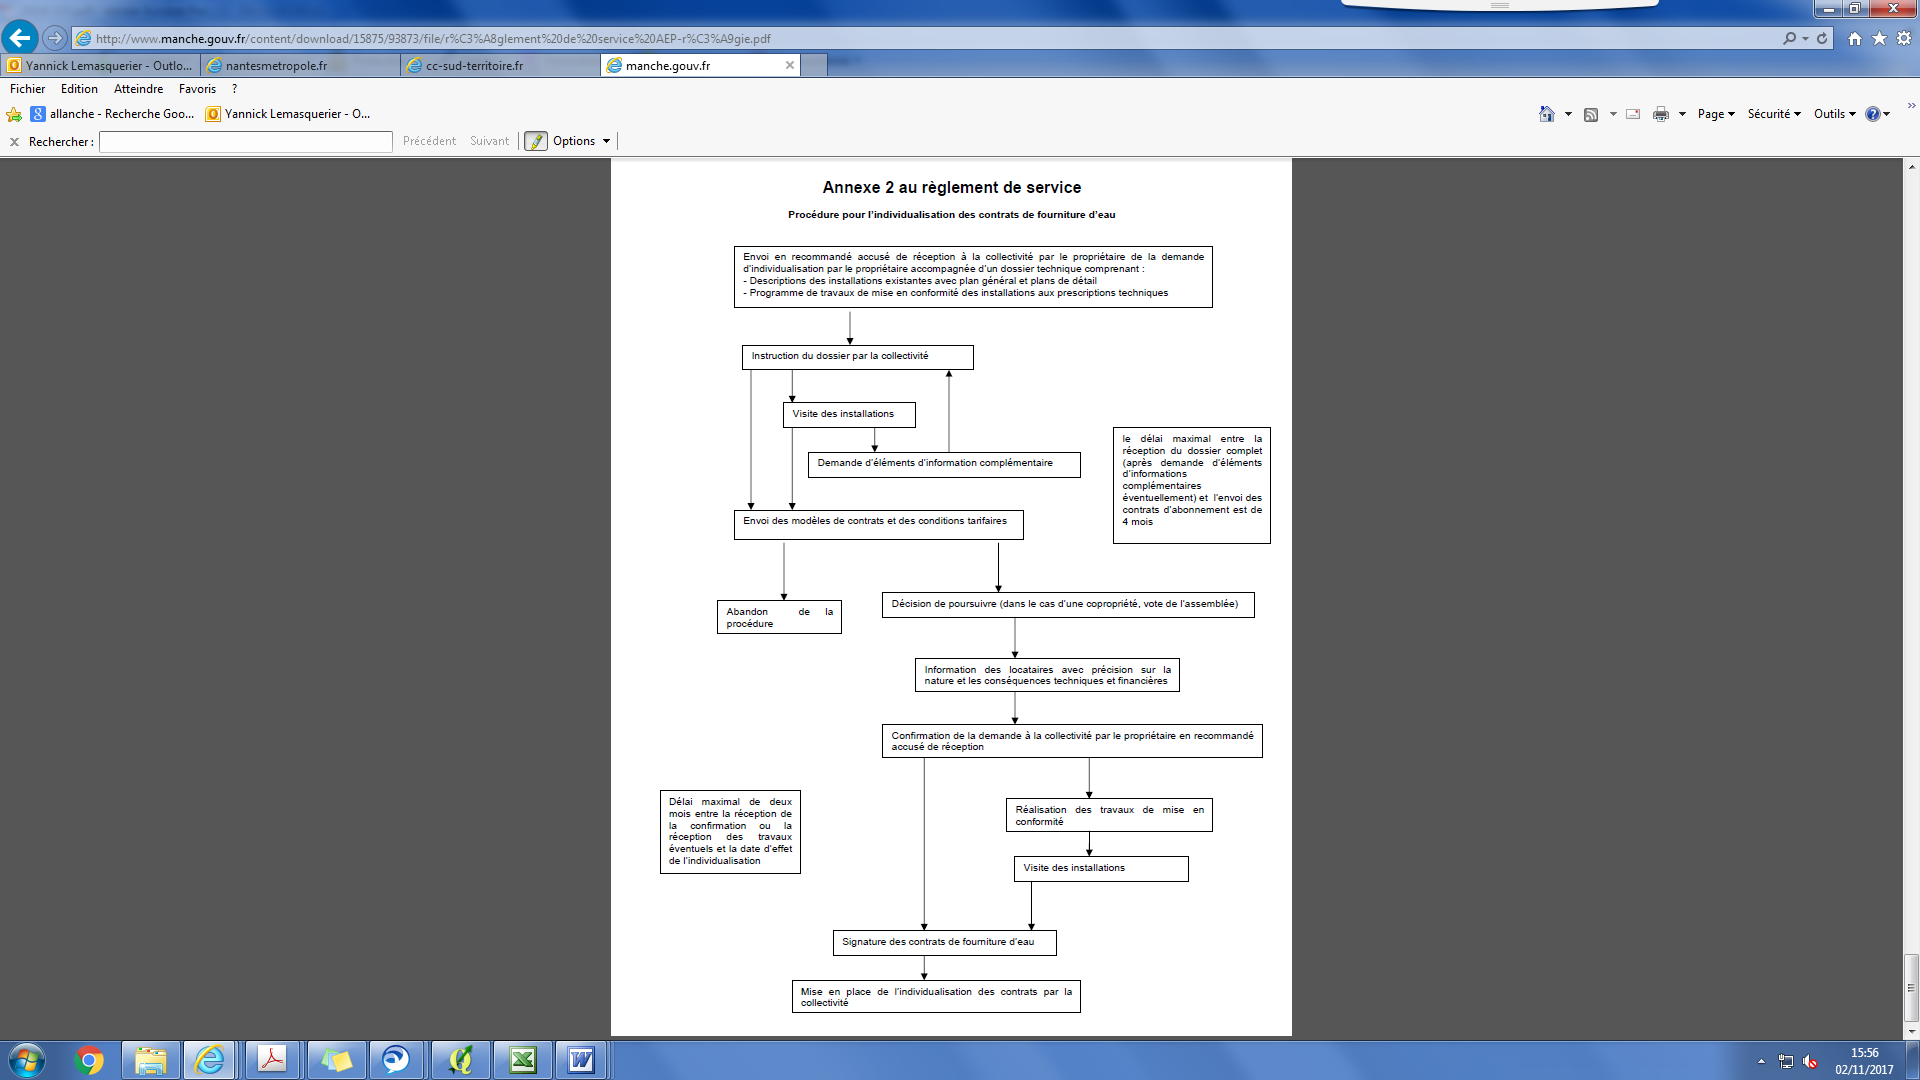 http://www.manche.gouv.fr/content/download/15875/93873/file/r%C3%A8glement%20de%20service%20AEP-r%C3%A9gie.pdf
Yannick Lemasquerier - Outlo...
nantesmetropole.fr
cc-sud-territoire.fr
manche.gouv.fr
Fichier Edition Atteindre Favoris ?
allanche - Recherche Goo...
Yannick Lemasquerier - O...
Page
Sécurité
Outils
Rechercher :
Précédent
Suivant
Options
Annexe 2 au règlement de service
Procédure pour l'individualisation des contrats de fourniture d'eau
Envoi en recommandé accusé de réception à la collectivité par le propriétaire de la demande
d'individualisation par le propriétaire accompagnée d'un dossier technique comprenant :
- Descriptions des installations existantes avec plan général et plans de détail
- Programme de travaux de mise en conformité des installations aux prescriptions techniques
Instruction du dossier par la collectivité
Visite des installations
Demande d'éléments d'information complémentaire
le délai maximal entre la
réception du dossier complet
(après demande d'éléments
d'informations
complémentaires
éventuellement) et l'envoi des
contrats d'abonnement est de
4 mois
Envoi des modèles de contrats et des conditions tarifaires
Abandon de la
procédure
Décision de poursuivre (dans le cas d'une copropriété, vote de l'assemblée)
Information des locataires avec précision sur la
nature et les conséquences techniques et financières
Confirmation de la demande à la collectivité par le propriétaire en recommandé
accusé de réception
Délai maximal de deux
mois entre la réception de
la confirmation ou la
réception des travaux
éventuels et la date d'effet
de l'individualisation
Réalisation des travaux de mise en
conformité
Visite des installations
Signature des contrats de fourniture d'eau
Mise en place de l'individualisation des contrats par la
collectivité
15:56
02/11/2017